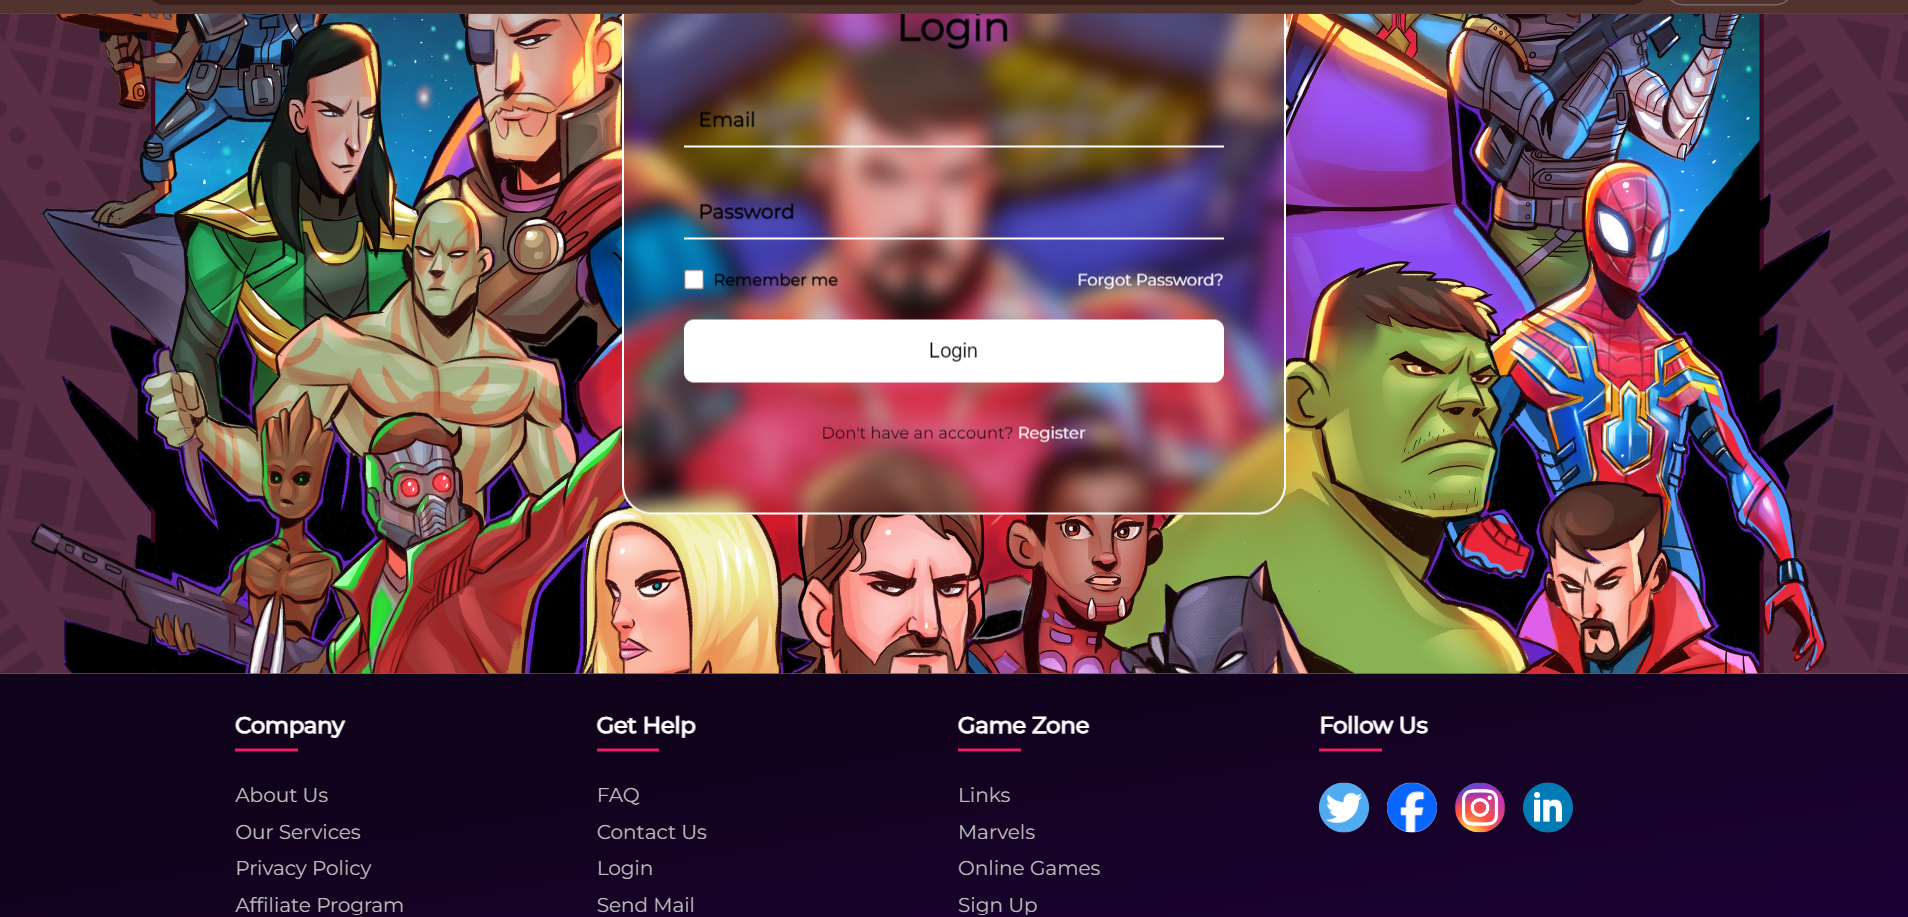 Login
Email
Password
Remember me
Forgot Password?
Login
Don't have an account? Register
Company
About Us
Our Services
Privacy Policy
Affiliate Program
Get Help
FAQ
Contact Us
Login
Send Mail
Game Zone
Links
Marvels
Online Games
Sign Up
Follow Us